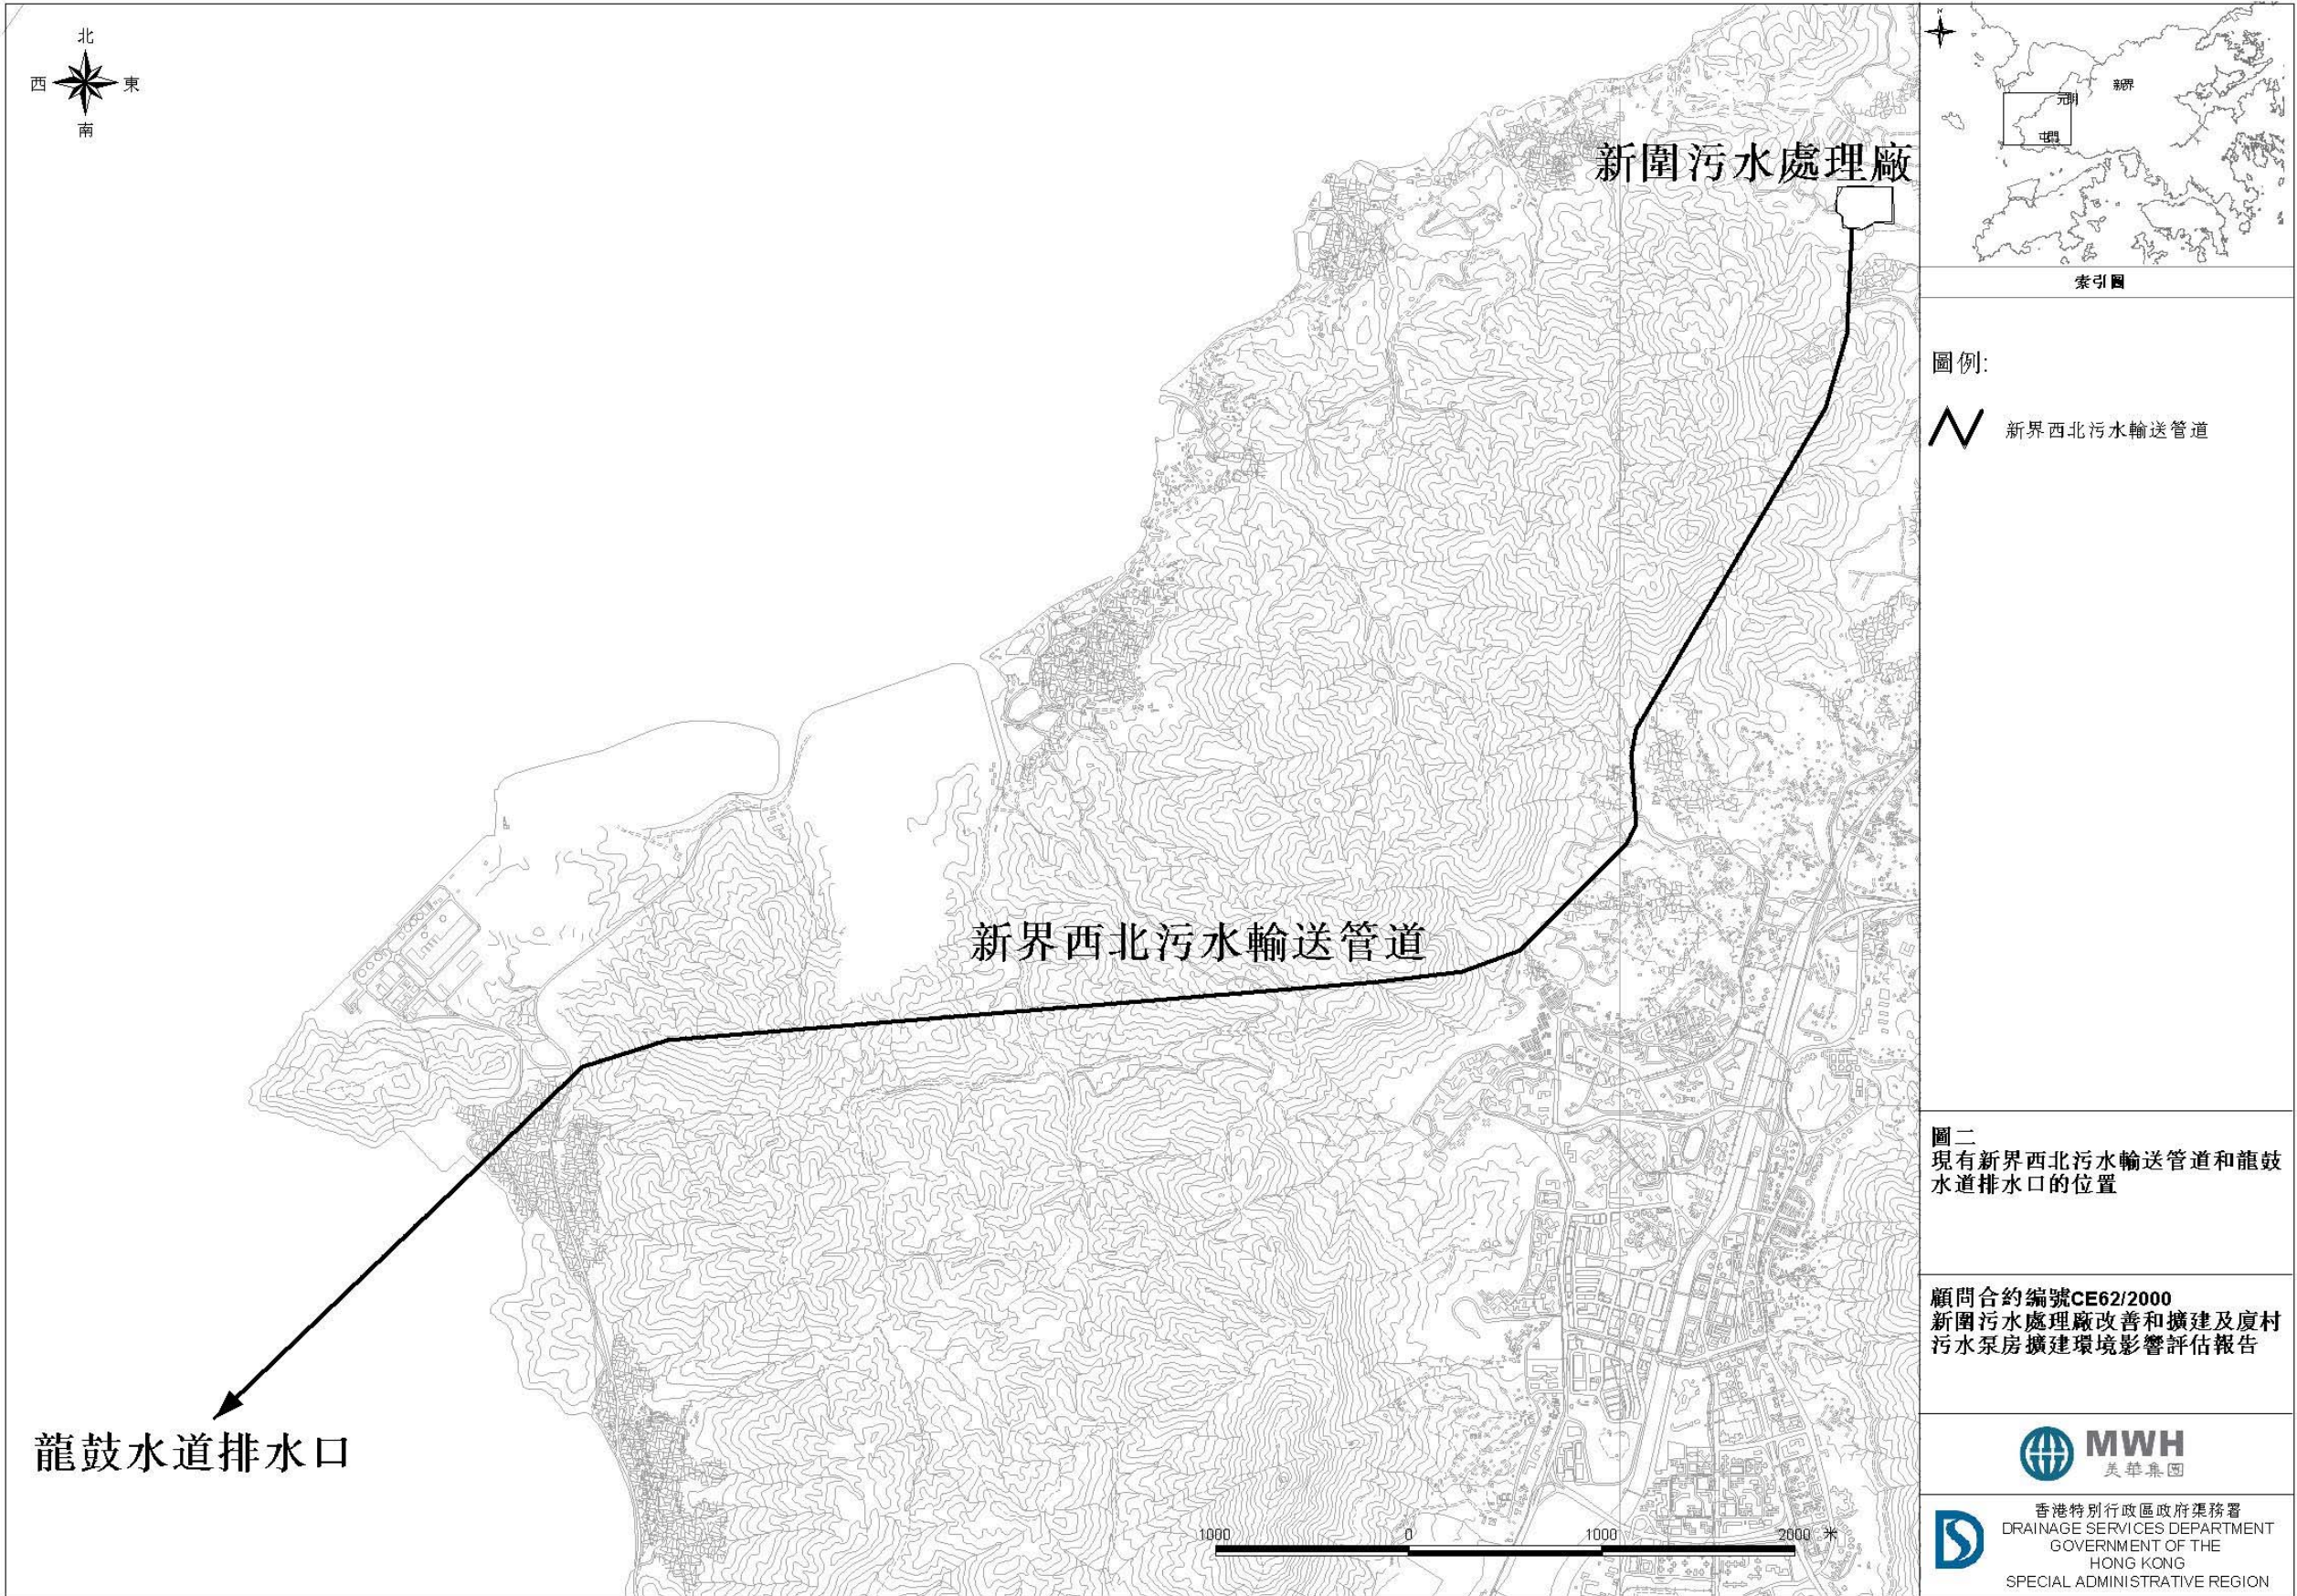 北
西
東
南
新圍污水處理廠
新界西北污水輸送管道
龍鼓水道排水口
1000
0
1000
2000 米
N
新界
元朗
屯門
索引圖
圖例:
新界西北污水輸送管道
圖二
現有新界西北污水輸送管道和龍鼓
水道排水口的位置
顧問合約編號CE62/2000
新圍污水處理廠改善和擴建及廈村
污水泵房擴建環境影響評估報告
MWH
美華集團
香港特別行政區政府渠務署
DRAINAGE SERVICES DEPARTMENT
GOVERNMENT OF THE
HONG KONG
SPECIAL ADMINISTRATIVE REGION